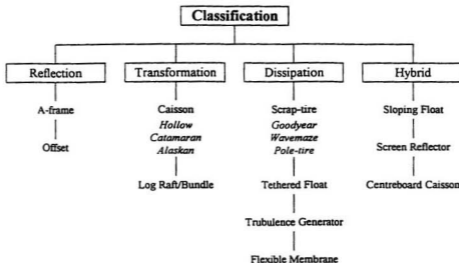 Classification
Reflection
Transformation
Dissipation
Hybrid
A-frame
Offset
Caisson
Hollow
Catamaran
Alaskan
Log Raft/Bundle
Scrap-tire
Goodyear
Wavemaze
Pole-tire
Tethered Float
Trubulence Generator
Flexible Membrane
Sloping Float
Screen Reflector
Centreboard Caisson